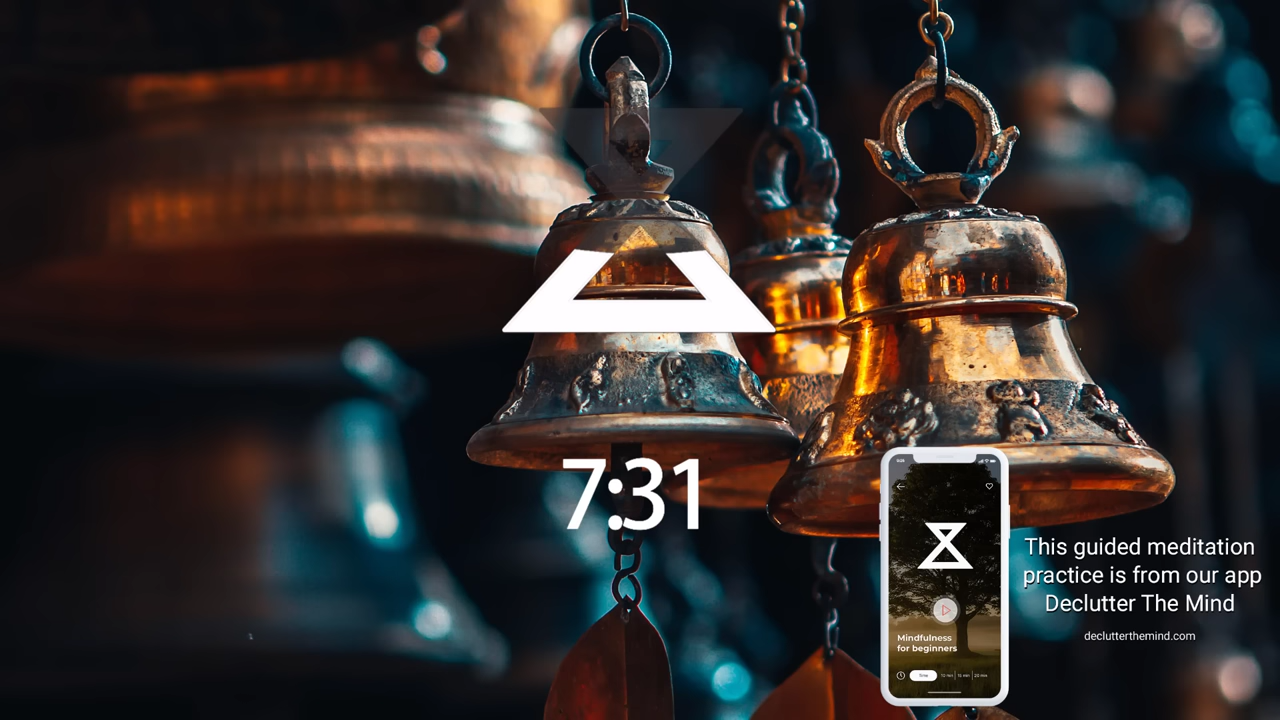 7:31
This guided meditation
practice is from our app
Declutter The Mind
declutterthemind.com
Mindfulness
for beginners